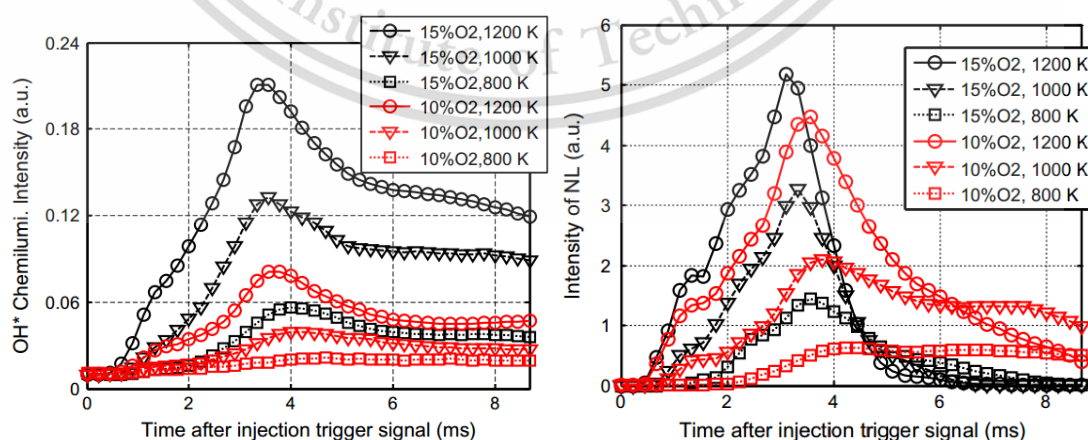 Institute of Techn
0.24
0.18
0.12
0.06
0
OH* Chemilumi. Intensity (a.u.)
15%O2,1200 K
15%O2,1000 K
15%O2,800 K
10%O2,1200 K
10%O2,1000 K
10%O2,800 K
0 2 4 6 8
Time after injection trigger signal (ms)
6
5
4
3
2
1
0
Intensity of NL (a.u.)
15%O2, 1200 K
15%O2, 1000 K
15%O2, 800 K
10%O2, 1200 K
10%O2, 1000 K
10%O2, 800 K
0 2 4 6 8
Time after injection trigger signal (ms)